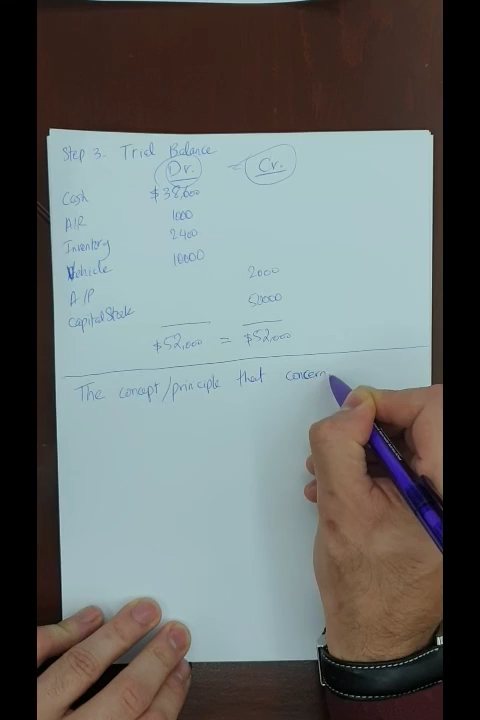 Step 3. Trial Balance
Dr. = Cr.
Cash $38,600
A/R 1000
Inventory 2400
Vehicle 10000
A/P 2000
Capital Stock 50000
$52,000 = $52,000
The concept/principle that concern